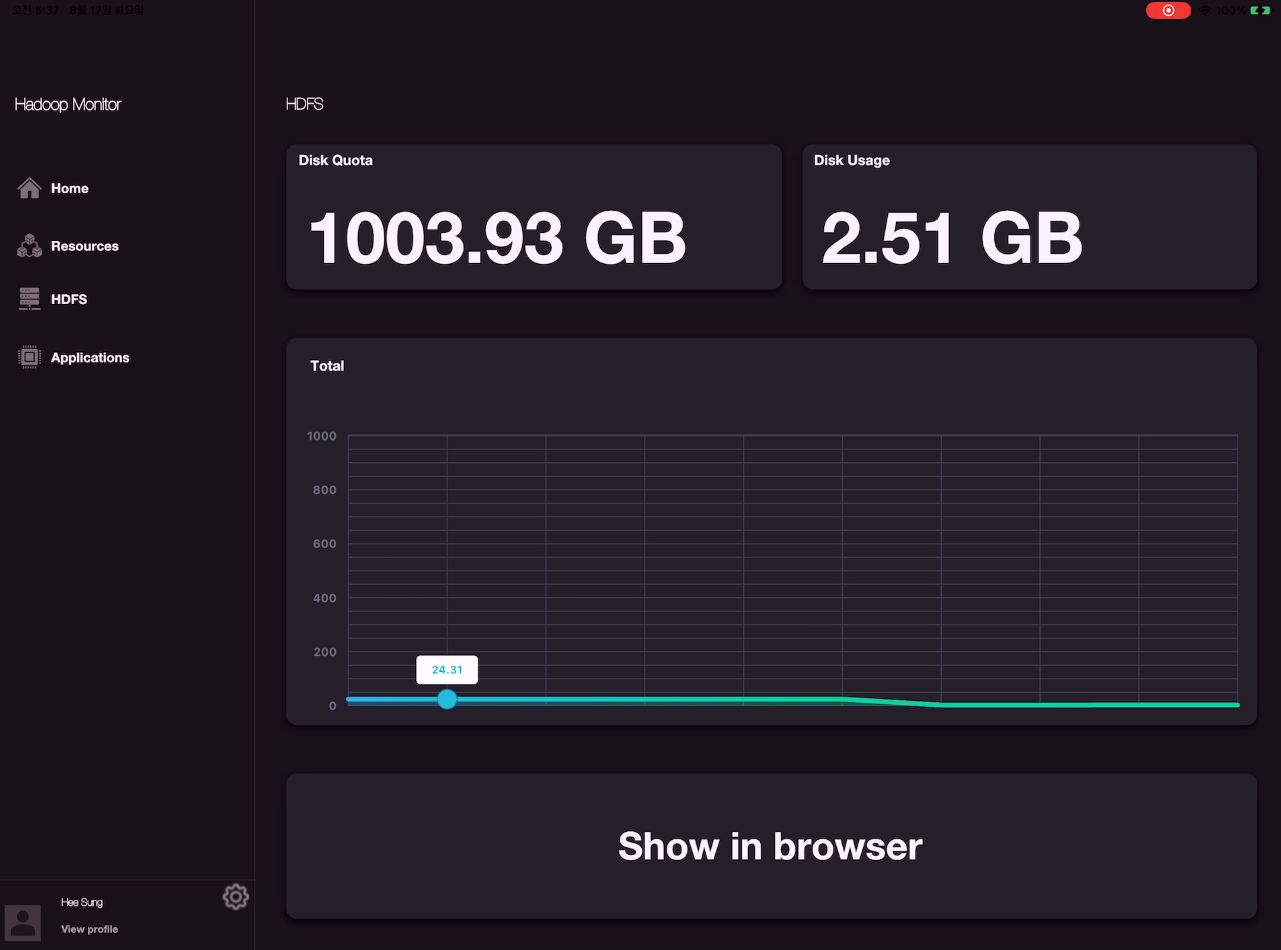 오전 5:37 8월 17일 화요일
100%
Hadoop Monitor
Home
Resources
HDFS
Applications
Hee Sung
View profile
HDFS
Disk Quota
1003.93 GB
Disk Usage
2.51 GB
Total
1000
800
600
400
200
0
24.31
Show in browser